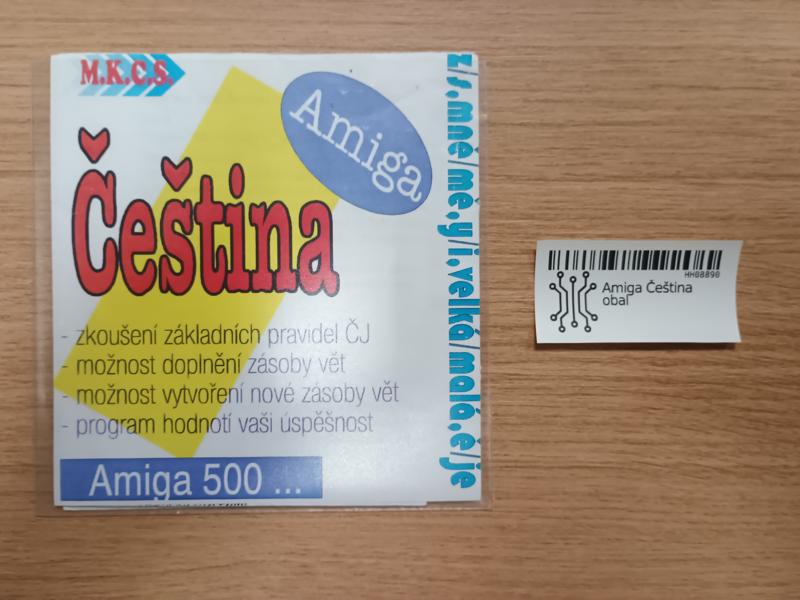 M.K.C.S.
Amiga
Čeština
- zkoušení základních pravidel ČJ
- možnost doplnění zásoby vět
- možnost vytvoření nové zásoby vět
- program hodnotí vaši úspěšnost
Amiga 500 ...
z/s,mně/mě,y/i,velká/malá,ě/je
HH08890
Amiga Čeština
obal